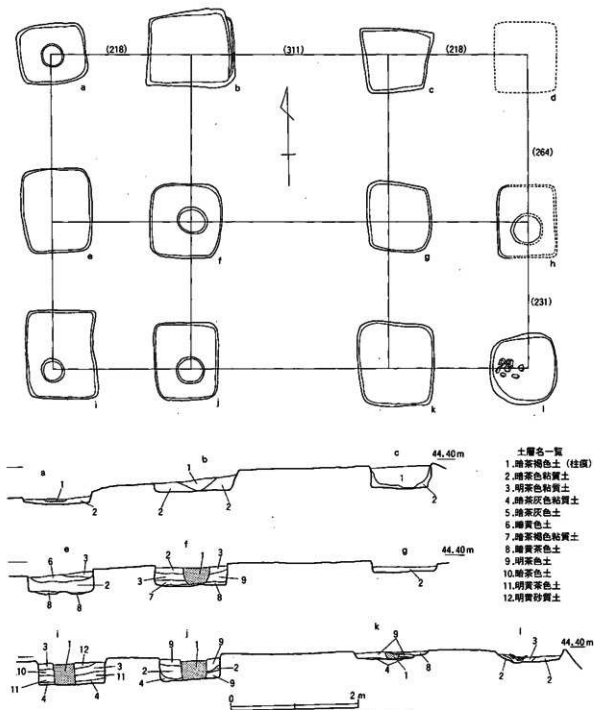 (218)
(311)
(218)
a
b
c
d
(264)
e
f
g
h
(231)
i
j
k
l
a
b
c
44.40m
1
1
1
2
2
2
2
e
f
g
44.40m
6
3
2
1
3
2
3
9
2
8
8
7
8
i
j
k
l
44.40m
3
1
12
9
1
9
9
3
10
3
11
2
2
11
4
4
4
9
4
1
8
2
2
0
2 m
土層名一覧
1.暗茶褐色土(柱痕)
2.暗茶色粘質土
3.明茶色粘質土
4.暗茶灰色粘質土
5.暗茶灰色土
6.暗黄色土
7.暗茶褐色粘質土
8.暗黄茶色土
9.明茶色土
10.暗茶色土
11.明黄茶色土
12.明黄砂質土